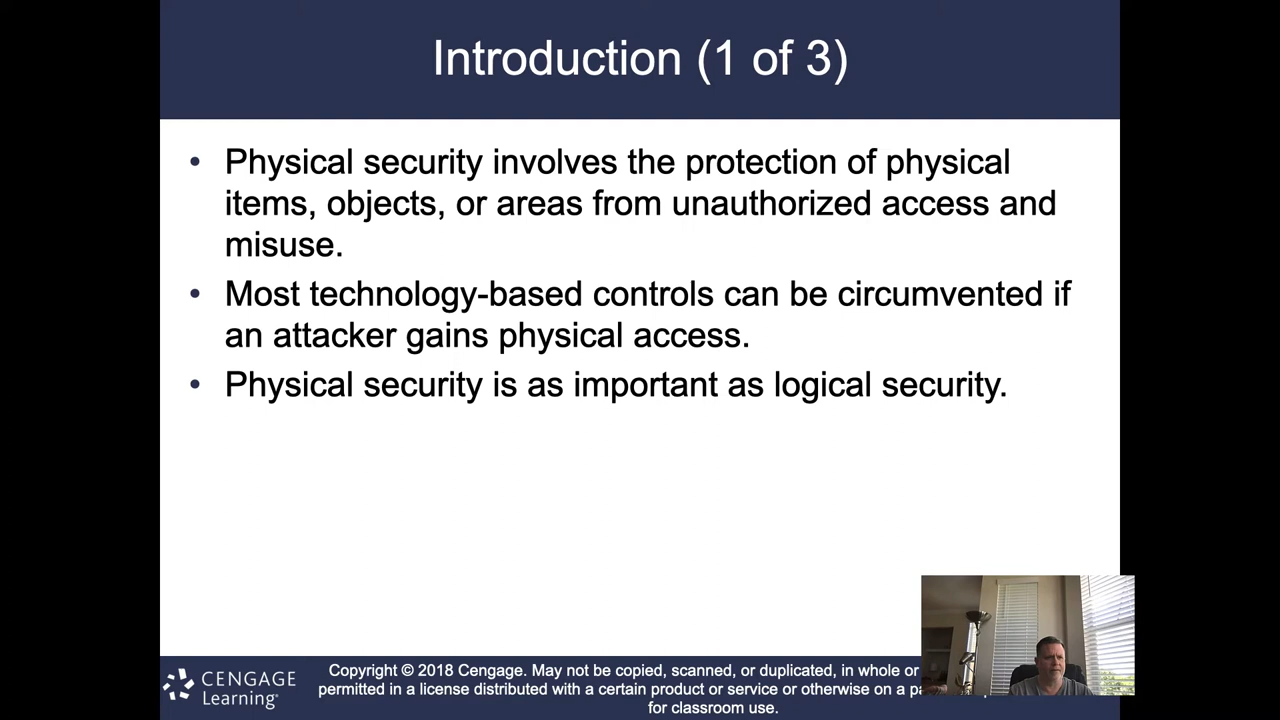 Introduction (1 of 3)
• Physical security involves the protection of physical
items, objects, or areas from unauthorized access and
misuse.
• Most technology-based controls can be circumvented if
an attacker gains physical access.
• Physical security is as important as logical security.
CENGAGE
Learning®
Copyright © 2018 Cengage. May not be copied, scanned, or duplicated, in whole or
permitted in a license distributed with a certain product or service or otherwise on a
for classroom use.